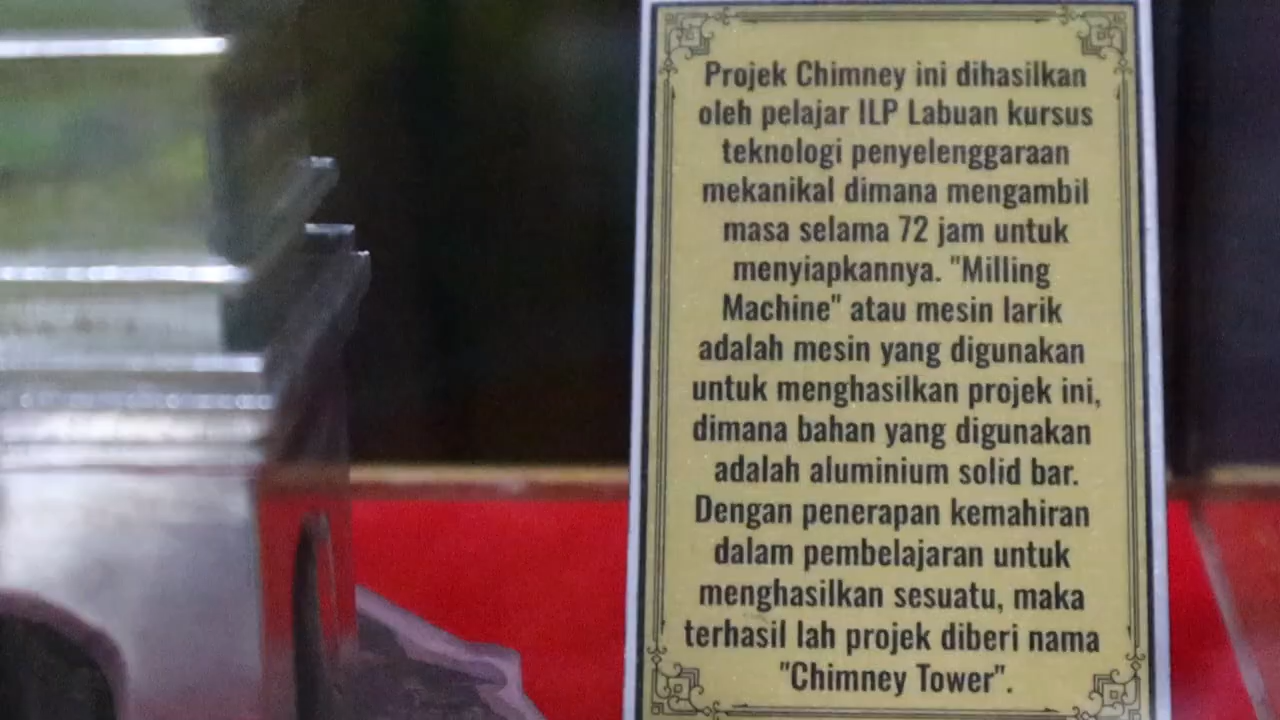 Projek Chimney ini dihasilkan
oleh pelajar ILP Labuan kursus
teknologi penyelenggaraan
mekanikal dimana mengambil
masa selama 72 jam untuk
menyiapkannya. "Milling
Machine" atau mesin larik
adalah mesin yang digunakan
untuk menghasilkan projek ini,
dimana bahan yang digunakan
adalah aluminium solid bar.
Dengan penerapan kemahiran
dalam pembelajaran untuk
menghasilkan sesuatu, maka
terhasil lah projek diberi nama
"Chimney Tower".